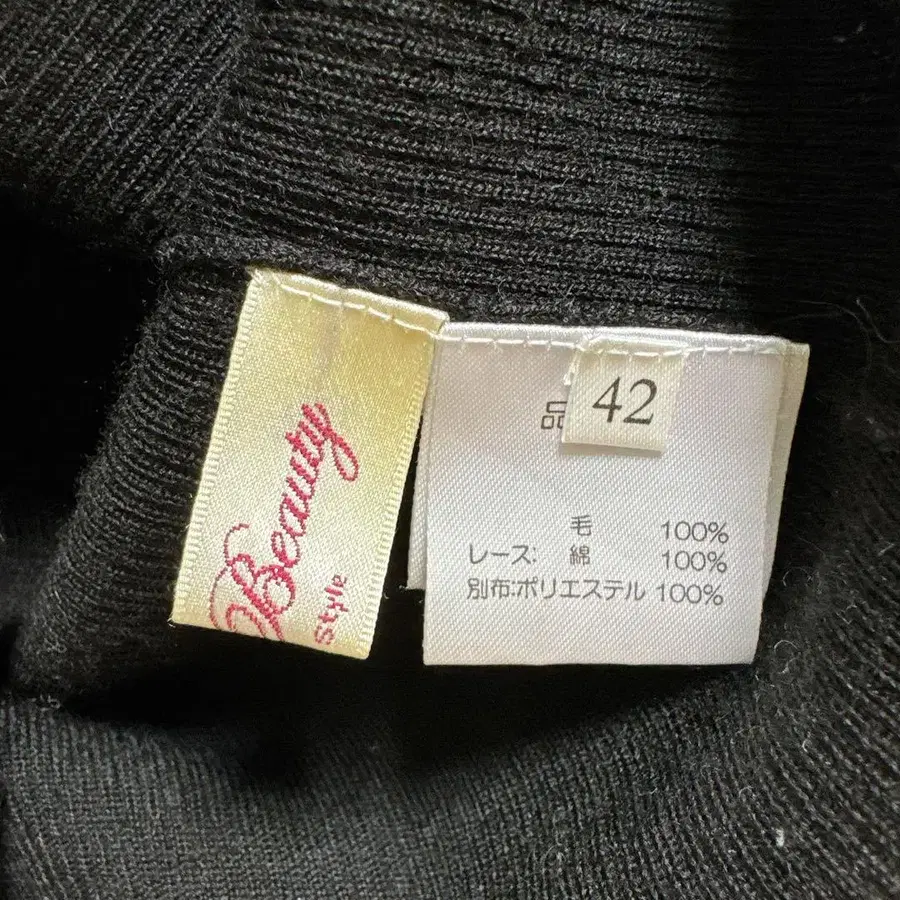 Beauty
Style
42
品
毛 100%
レース: 綿 100%
別布:ポリエステル 100%